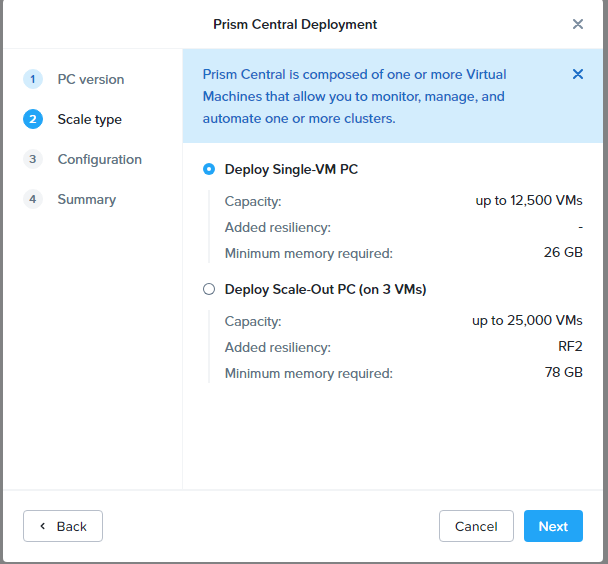 Prism Central Deployment
1 PC version
2 Scale type
3 Configuration
4 Summary
Prism Central is composed of one or more Virtual
Machines that allow you to monitor, manage, and
automate one or more clusters.
Deploy Single-VM PC
Capacity: up to 12,500 VMs
Added resiliency: -
Minimum memory required: 26 GB
Deploy Scale-Out PC (on 3 VMs)
Capacity: up to 25,000 VMs
Added resiliency: RF2
Minimum memory required: 78 GB
Back Cancel Next